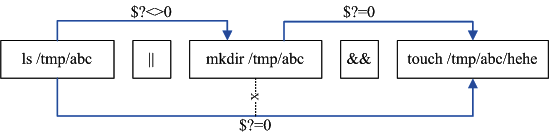 $?<>0
$?=0
ls /tmp/abc
||
mkdir /tmp/abc
&&
touch /tmp/abc/hehe
x
$?=0